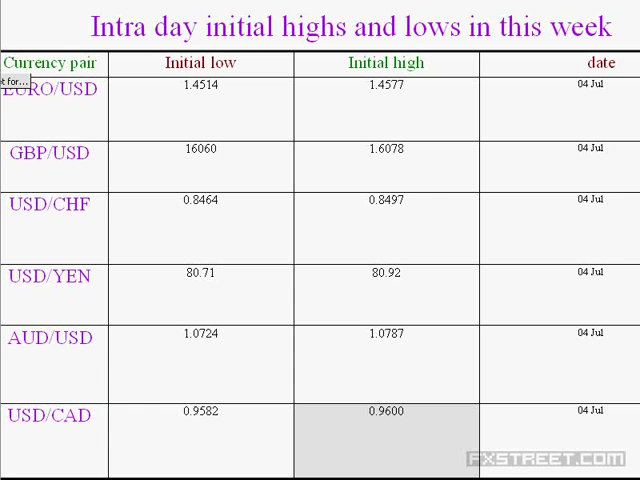 Intra day initial highs and lows in this week
Currency pair Initial low Initial high date
t for...
EURO/USD 1.4514 1.4577 04 Jul
GBP/USD 16060 1.6078 04 Jul
USD/CHF 0.8464 0.8497 04 Jul
USD/YEN 80.71 80.92 04 Jul
AUD/USD 1.0724 1.0787 04 Jul
USD/CAD 0.9582 0.9600 04 Jul
FXSTREET.COM